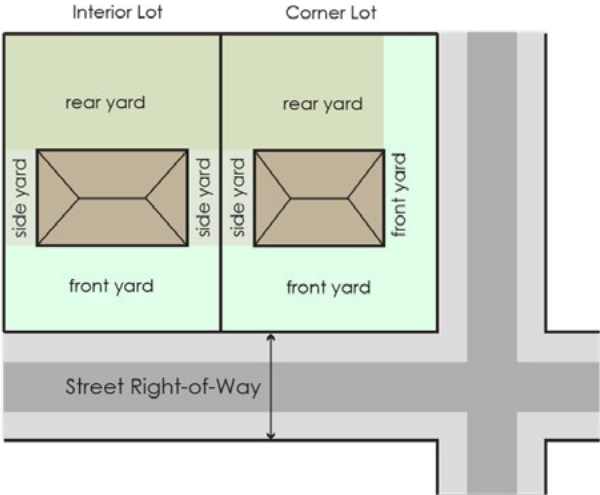 Interior Lot
Corner Lot
rear yard
rear yard
side yard
side yard
side yard
front yard
front yard
front yard
Street Right-of-Way